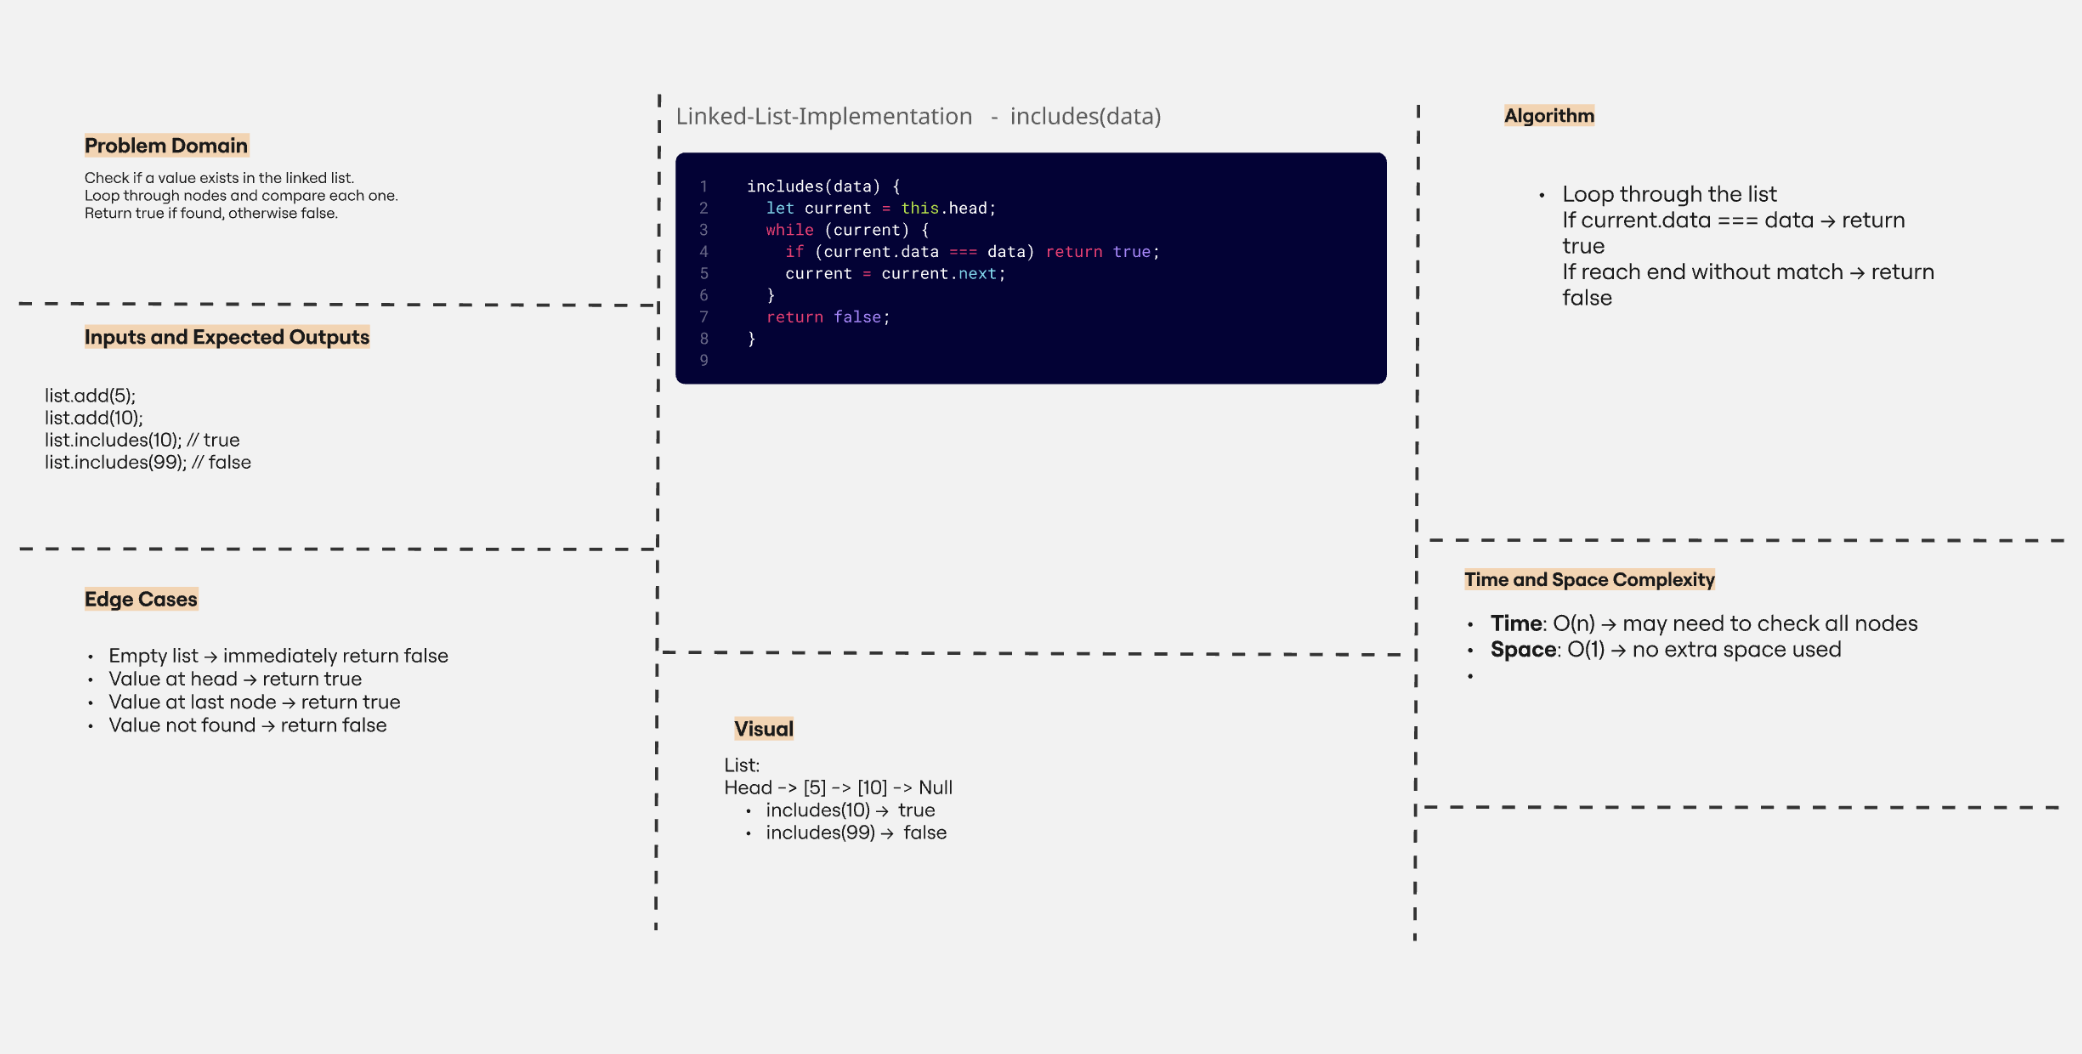 Problem Domain
Check if a value exists in the linked list.
Loop through nodes and compare each one.
Return true if found, otherwise false.
Inputs and Expected Outputs
list.add(5);
list.add(10);
list.includes(10); // true
list.includes(99); // false
Edge Cases
• Empty list → immediately return false
• Value at head → return true
• Value at last node → return true
• Value not found → return false
Linked-List-Implementation - includes(data)
1 includes(data) {
2   let current = this.head;
3   while (current) {
4     if (current.data === data) return true;
5     current = current.next;
6   }
7   return false;
8 }
9
Visual
List:
Head -> [5] -> [10] -> Null
• includes(10) → true
• includes(99) → false
Algorithm
• Loop through the list
If current.data === data → return
true
If reach end without match → return
false
Time and Space Complexity
• Time: O(n) → may need to check all nodes
• Space: O(1) → no extra space used
•